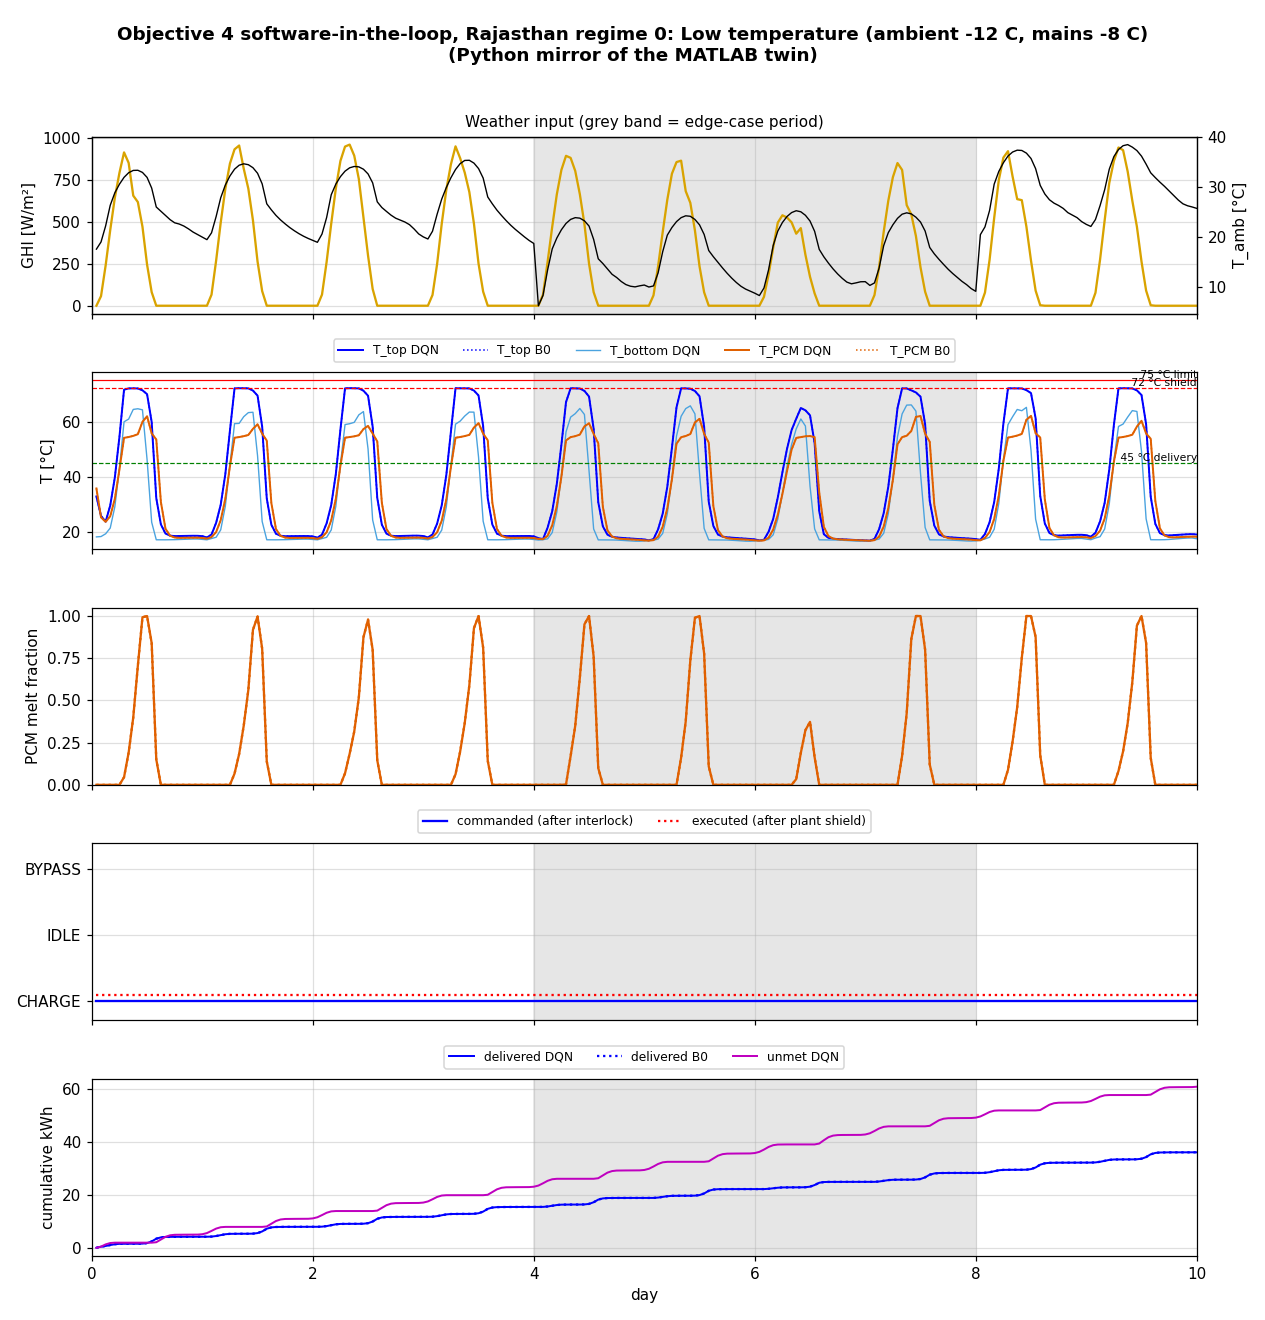 Objective 4 software-in-the-loop, Rajasthan regime 0: Low temperature (ambient -12 C, mains -8 C)
(Python mirror of the MATLAB twin)
Weather input (grey band = edge-case period)
GHI [W/m²]
1000
750
500
250
0
T_amb [°C]
40
30
20
10
T_top DQN
T_top B0
T_bottom DQN
T_PCM DQN
T_PCM B0
T [°C]
60
40
20
75 °C limit
72 °C shield
45 °C delivery
PCM melt fraction
1.00
0.75
0.50
0.25
0.00
commanded (after interlock)
executed (after plant shield)
BYPASS
IDLE
CHARGE
delivered DQN
delivered B0
unmet DQN
cumulative kWh
60
40
20
0
0
2
4
6
8
10
day